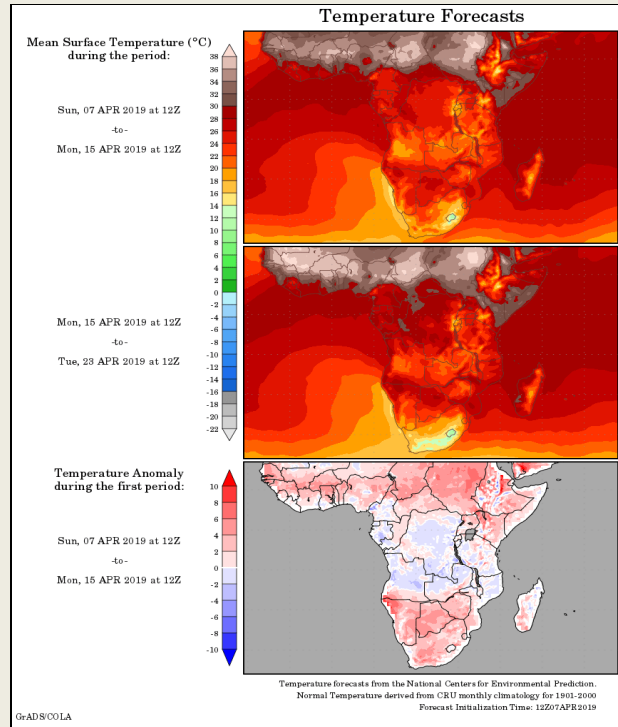 Temperature Forecasts
Mean Surface Temperature (°C)
during the period:
Sun, 07 APR 2019 at 12Z
-to-
Mon, 15 APR 2019 at 12Z
38
36
34
32
30
28
26
24
22
20
18
16
14
12
10
8
6
4
2
0
-2
-4
-6
-8
-10
-12
-14
-16
-18
-20
-22
Mon, 15 APR 2019 at 12Z
-to-
Tue, 23 APR 2019 at 12Z
Temperature Anomaly
during the first period:
Sun, 07 APR 2019 at 12Z
-to-
Mon, 15 APR 2019 at 12Z
10
8
6
4
2
0
-2
-4
-6
-8
-10
Temperature forecasts from the National Centers for Environmental Prediction.
Normal Temperature derived from CRU monthly climatology for 1901-2000
Forecast Initialization Time: 12Z07APR2019
GrADS/COLA